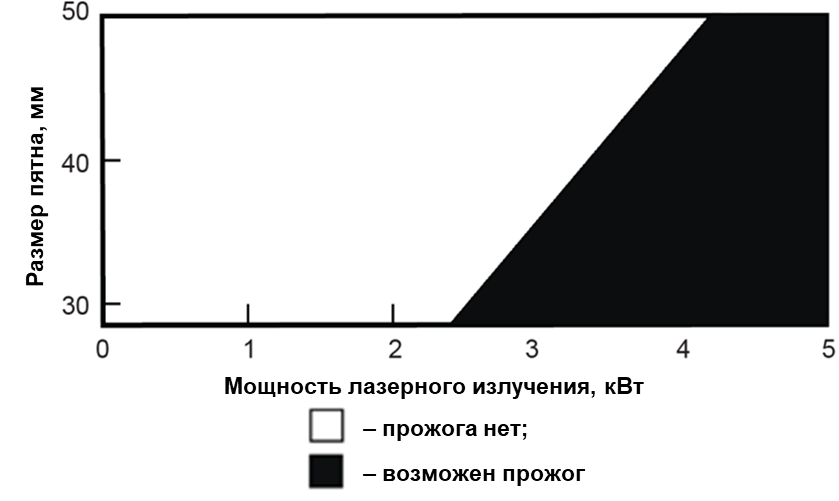 50
40
30
Размер пятна, мм
0 1 2 3 4 5
Мощность лазерного излучения, кВт
– прожога нет;
– возможен прожог